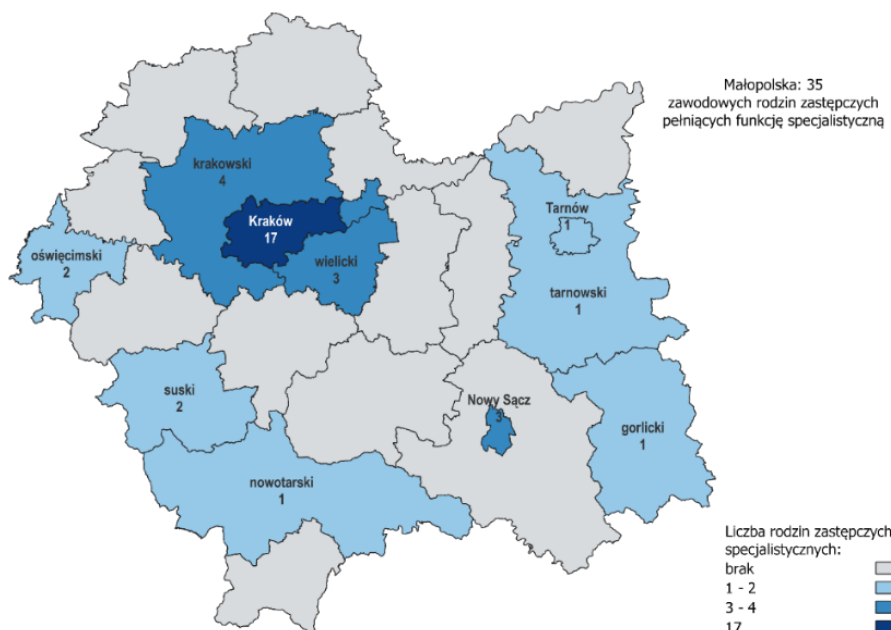 Małopolska: 35
zawodowych rodzin zastępczych
pełniących funkcję specjalistyczną
krakowski
4
Kraków
17
wielicki
3
oświęcimski
2
Tarnów
1
tarnowski
1
suski
2
Nowy Sącz
3
gorlicki
1
nowotarski
1
Liczba rodzin zastępczych
specjalistycznych:
brak
1 - 2
3 - 4
17